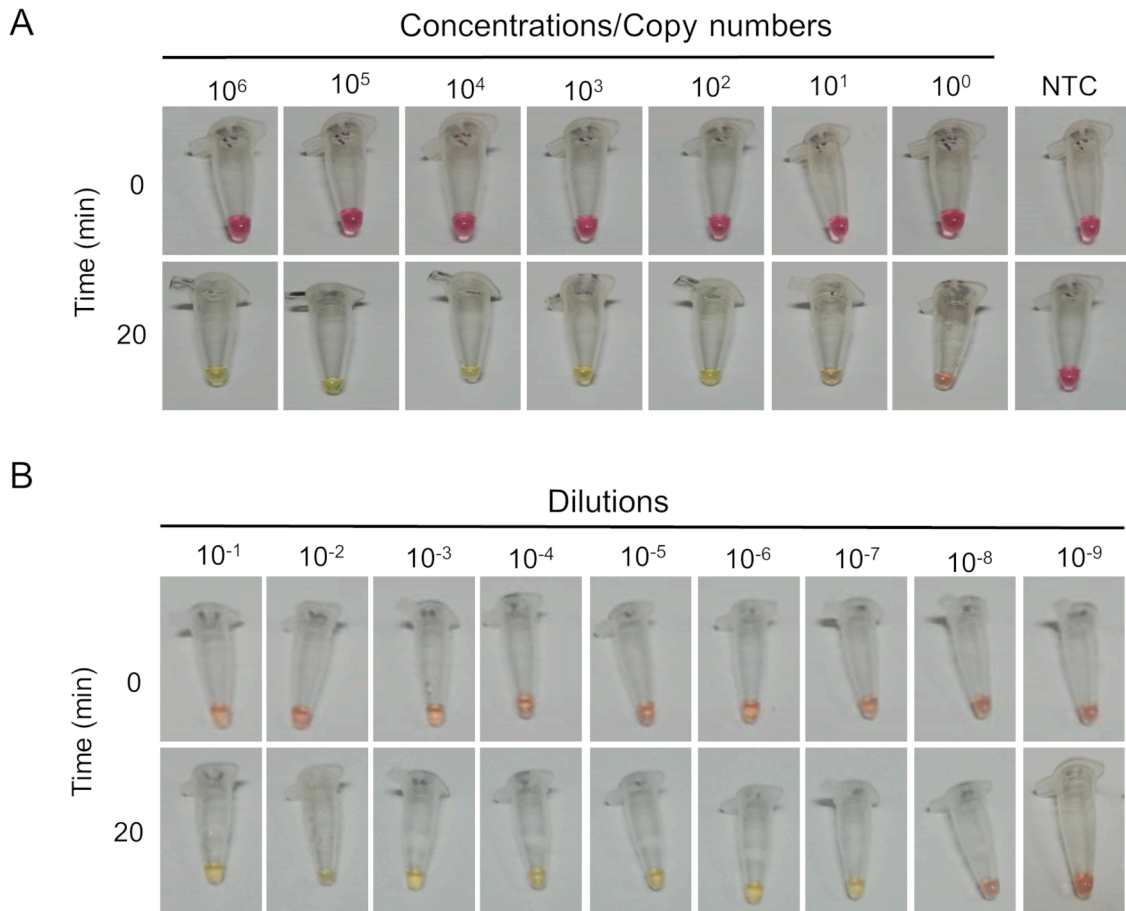 A
Concentrations/Copy numbers
10⁶ 10⁵ 10⁴ 10³ 10² 10¹ 10⁰ NTC
Time (min)
0
20
B
Dilutions
10⁻¹ 10⁻² 10⁻³ 10⁻⁴ 10⁻⁵ 10⁻⁶ 10⁻⁷ 10⁻⁸ 10⁻⁹
Time (min)
0
20